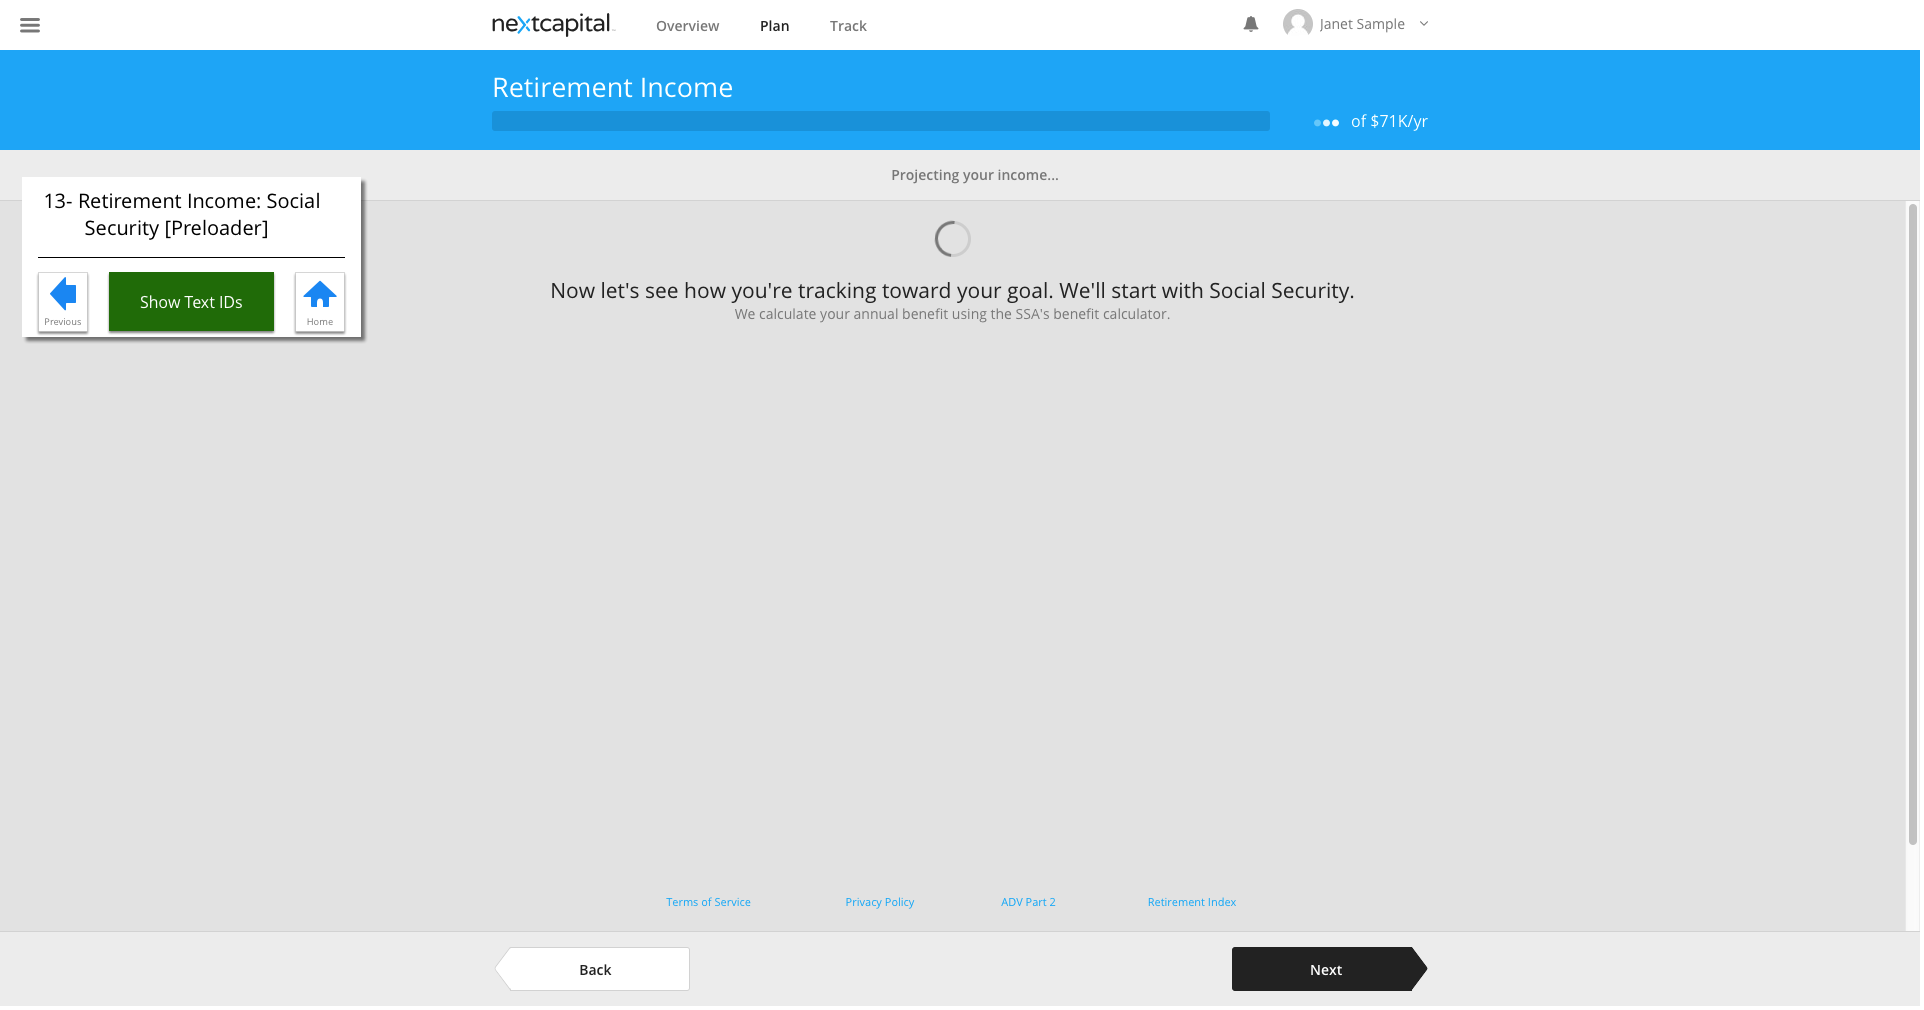 nextcapital
Overview
Plan
Track
Janet Sample
Retirement Income
of $71K/yr
Projecting your income...
13- Retirement Income: Social
Security [Preloader]
Previous
Show Text IDs
Home
Now let's see how you're tracking toward your goal. We'll start with Social Security.
We calculate your annual benefit using the SSA's benefit calculator.
Terms of Service
Privacy Policy
ADV Part 2
Retirement Index
Back
Next